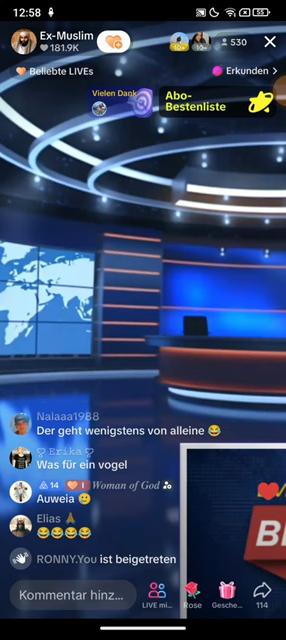 12:58
55
Ex-Muslim
181.9K
10+
10+
530
Beliebte LIVEs
Erkunden
Vielen Dank
Abo-
Bestenliste
Nalaaa1988
Der geht wenigstens von alleine 😂
Erika
Was für ein vogel
14 I Woman of God
Auweia 🥲
Elias 🙏
😂😂😂😂
RONNY.You ist beigetreten
Kommentar hinz...
LIVE mi...
Rose
Gesche...
114